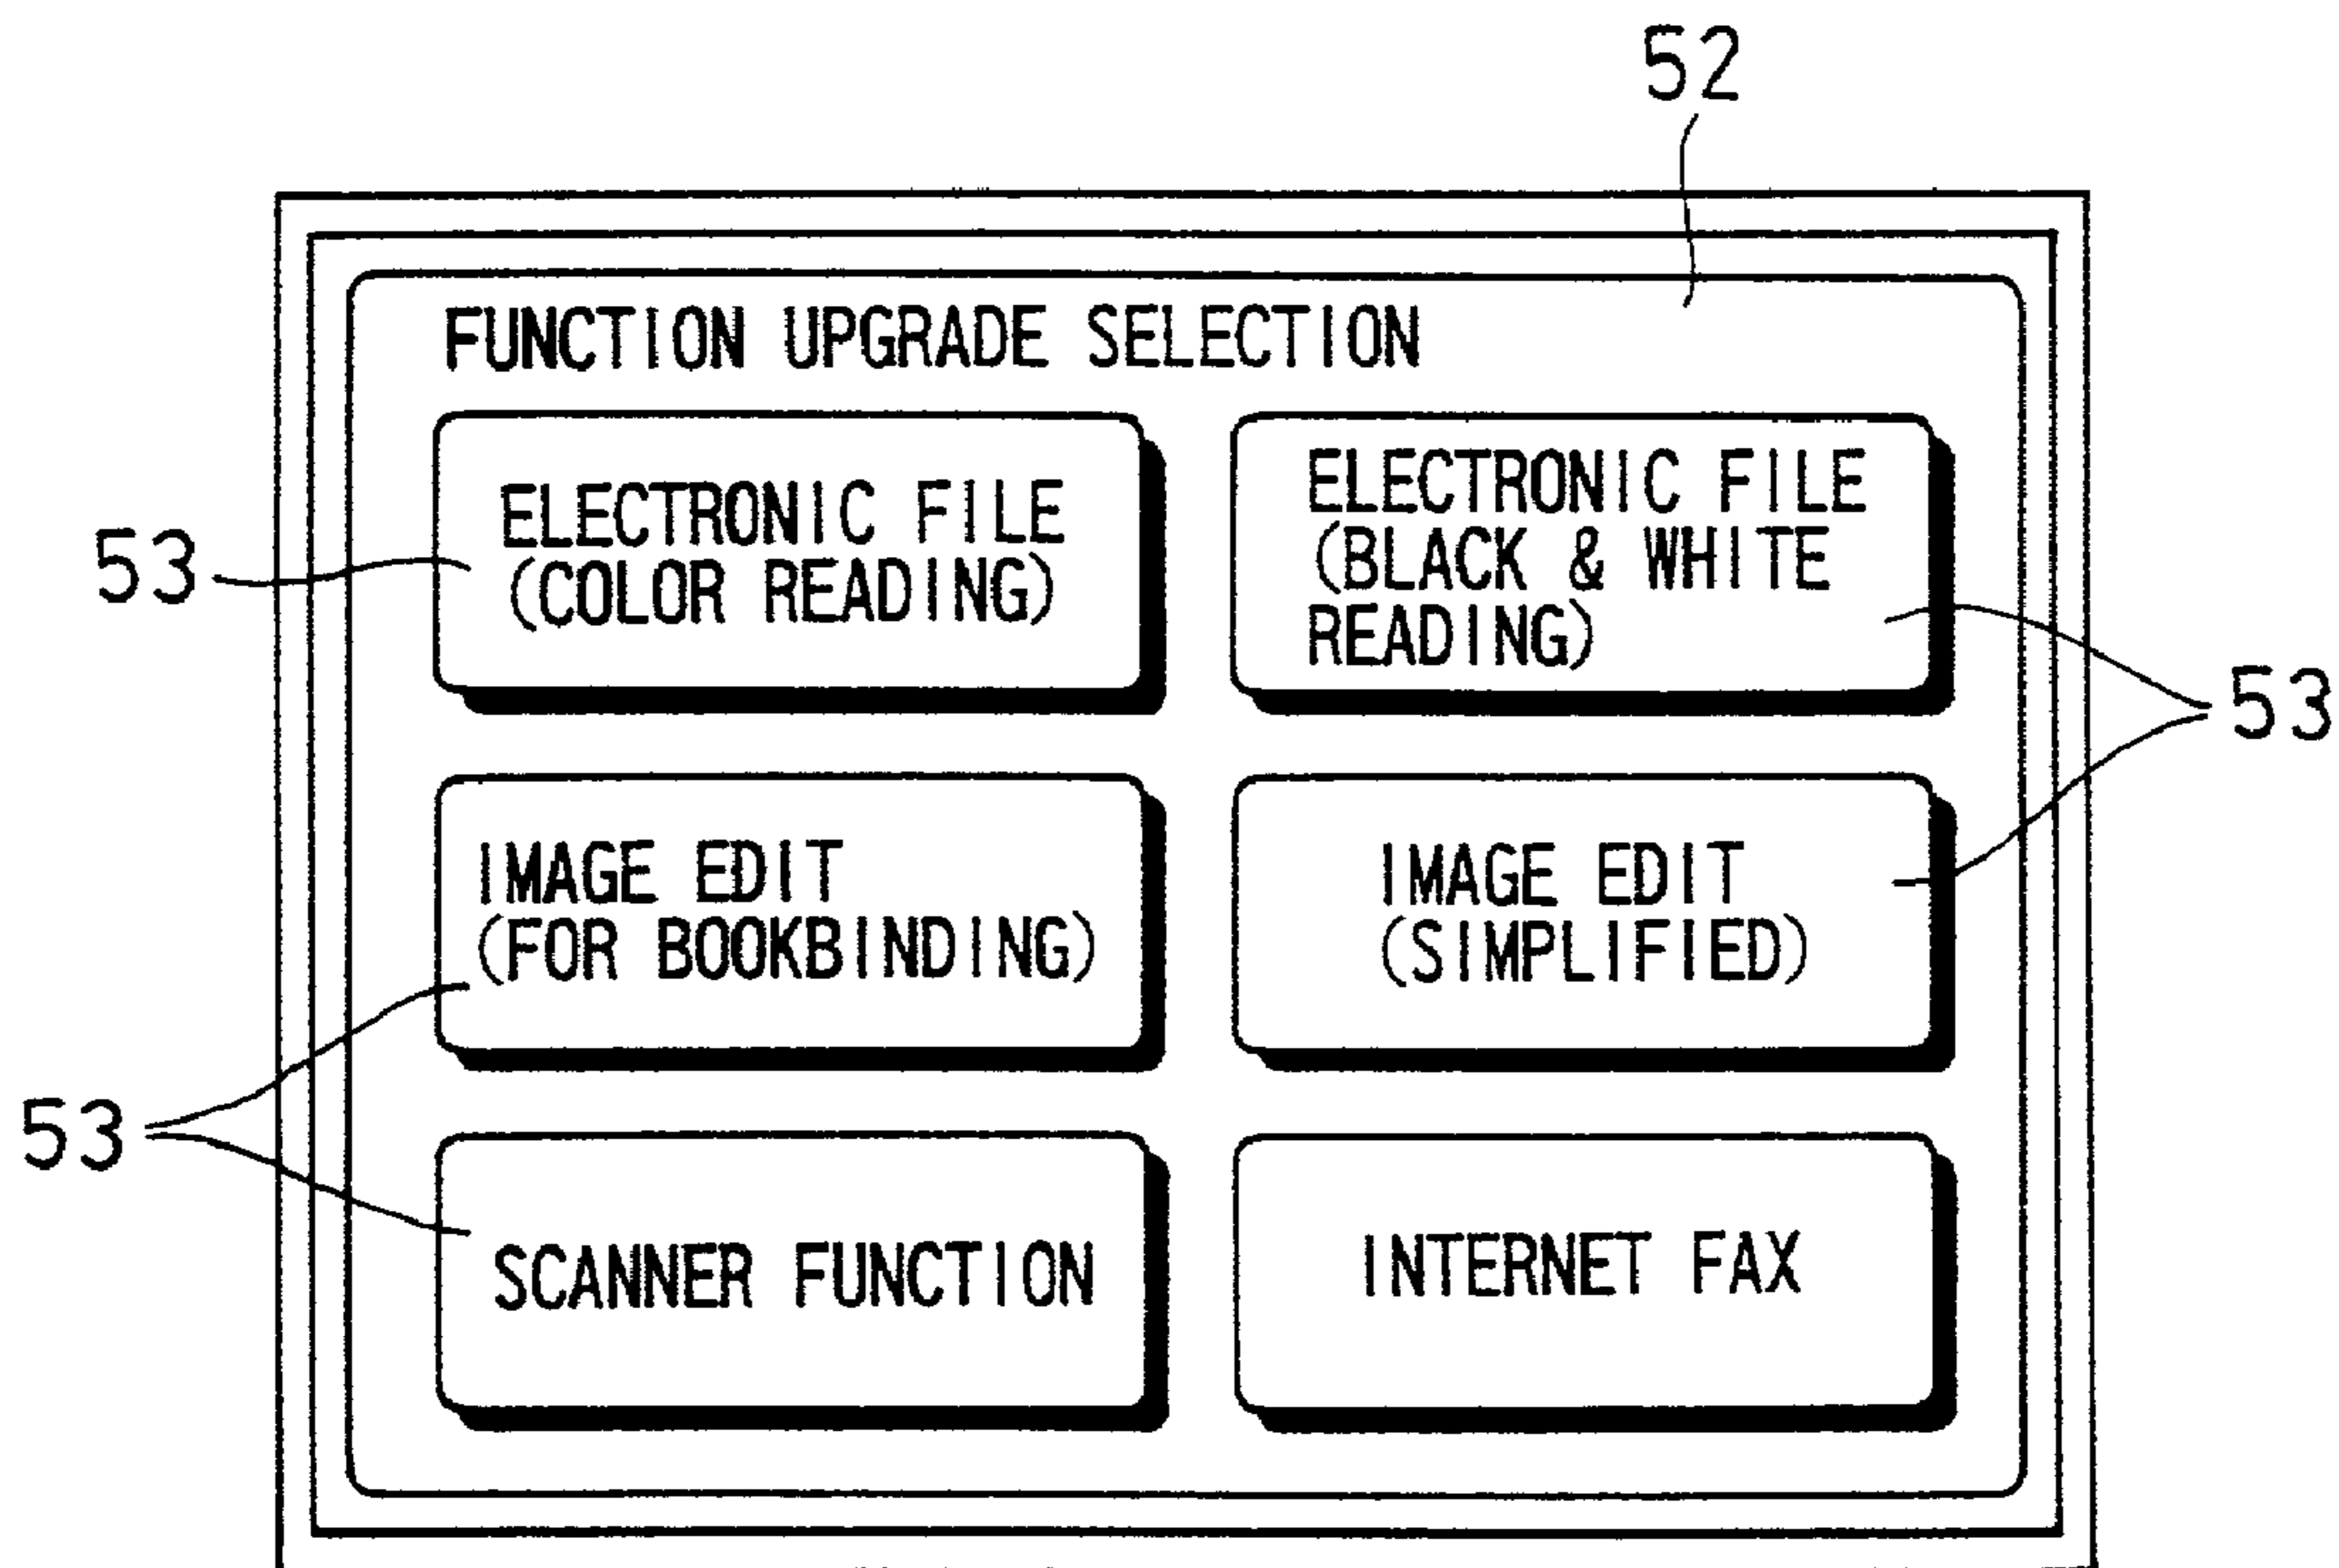 52
FUNCTION UPGRADE SELECTION
ELECTRONIC FILE
(COLOR READING)
ELECTRONIC FILE
(BLACK & WHITE
READING)
53
53
IMAGE EDIT
(FOR BOOKBINDING)
IMAGE EDIT
(SIMPLIFIED)
53
SCANNER FUNCTION
INTERNET FAX